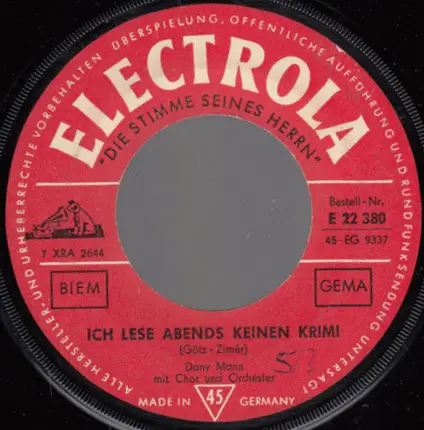 ALLE HERSTELLER- UND URHEBERRECHTE VORBEHALTEN ÜBERSPIELUNG, ÖFFENTLICHE AUFFÜHRUNG UND RUNDFUNKSENDUNG UNTERSAGT
ELECTROLA
"DIE STIMME SEINES HERRN"
Bestell-Nr.
E 22 380
45-EG 9337
7 XRA 2644
BIEM
GEMA
ICH LESE ABENDS KEINEN KRIMI
(Götz-Zimér)
Dany Mann
mit Chor und Orchester
MADE IN 45 GERMANY